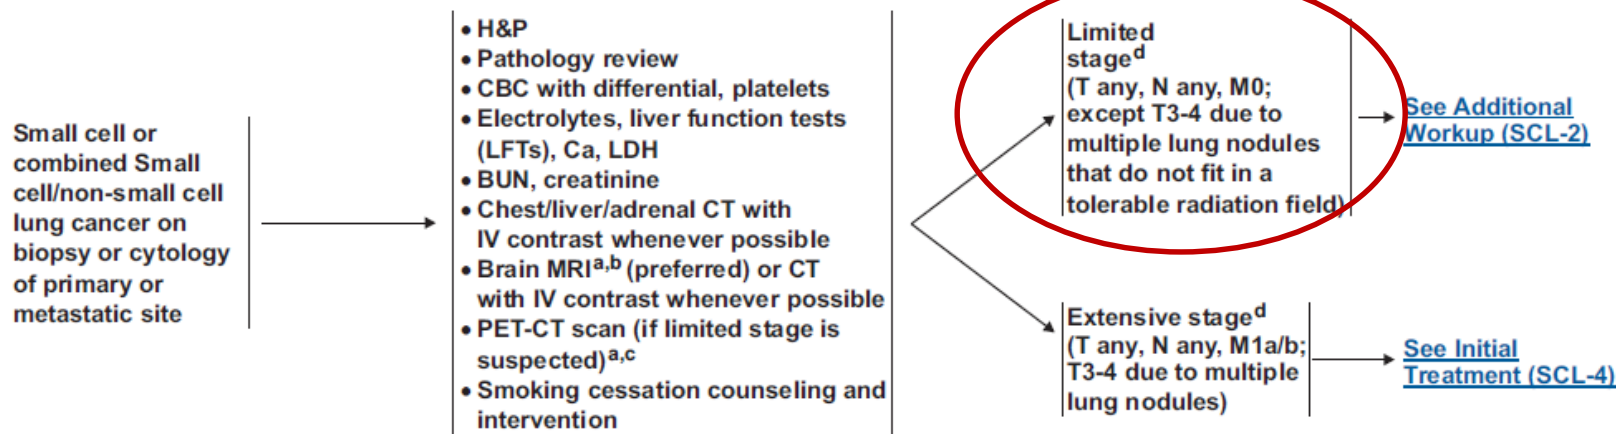 Small cell or
combined Small
cell/non-small cell
lung cancer on
biopsy or cytology
of primary or
metastatic site
• H&P
• Pathology review
• CBC with differential, platelets
• Electrolytes, liver function tests
(LFTs), Ca, LDH
• BUN, creatinine
• Chest/liver/adrenal CT with
IV contrast whenever possible
• Brain MRIa,b (preferred) or CT
with IV contrast whenever possible
• PET-CT scan (if limited stage is
suspected)a,c
• Smoking cessation counseling and
intervention
Limited
staged
(T any, N any, M0;
except T3-4 due to
multiple lung nodules
that do not fit in a
tolerable radiation field)
See Additional
Workup (SCL-2)
Extensive staged
(T any, N any, M1a/b;
T3-4 due to multiple
lung nodules)
See Initial
Treatment (SCL-4)